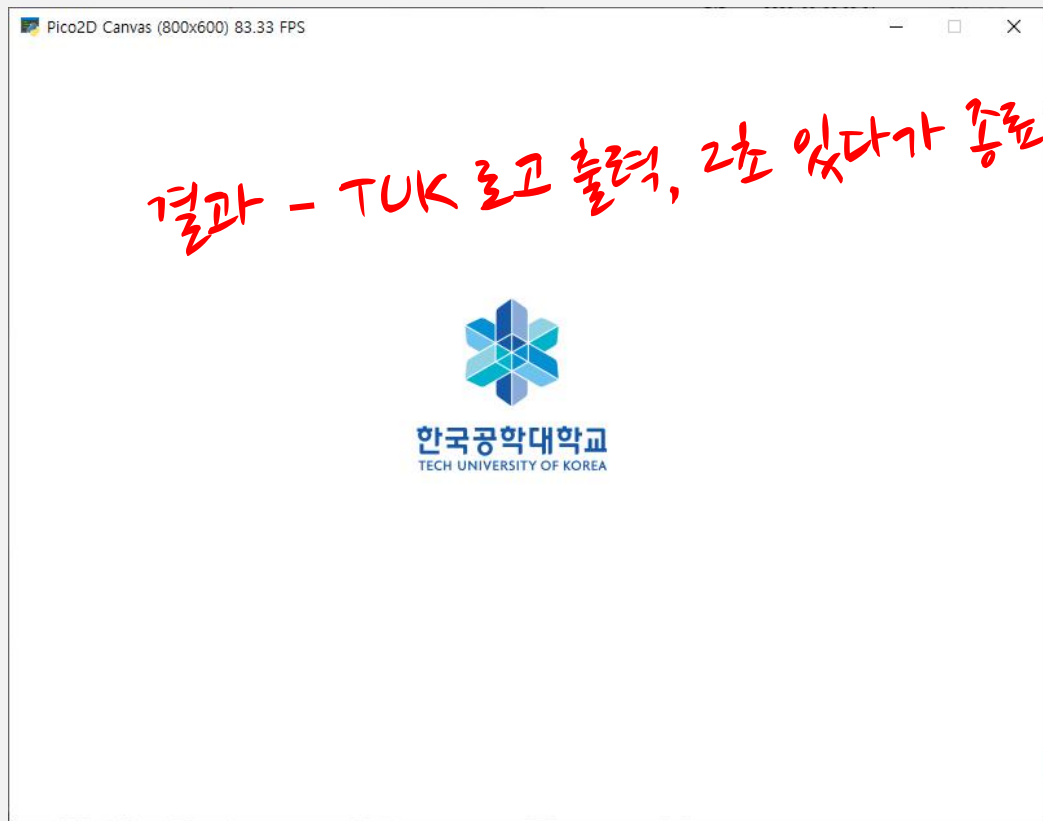 Pico2D Canvas (800x600) 83.33 FPS
결과 - TUK 로고 출력, 2초 있다가 종료
한국공학대학교
TECH UNIVERSITY OF KOREA